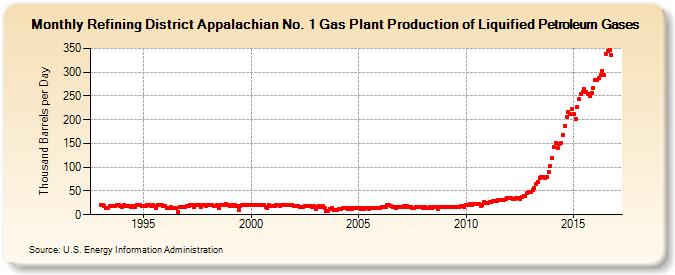 Monthly Refining District Appalachian No. 1 Gas Plant Production of Liquified Petroleum Gases
Thousand Barrels per Day
350
300
250
200
150
100
50
0
1995 2000 2005 2010 2015
Source: U.S. Energy Information Administration